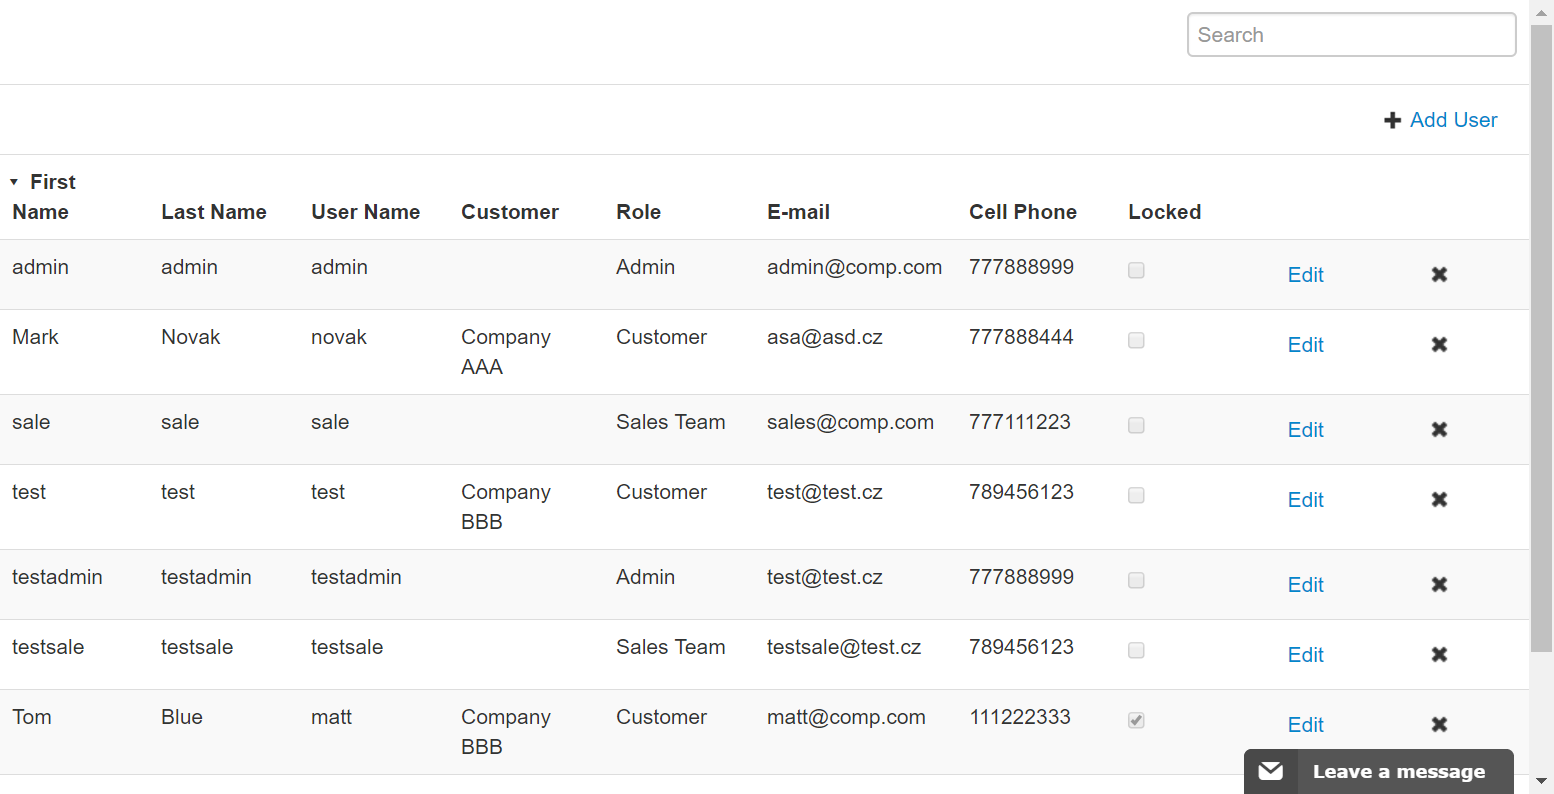 Search
Add User
First Name Last Name User Name Customer Role E-mail Cell Phone Locked
admin admin admin Admin admin@comp.com 777888999 Edit
Mark Novak novak Company AAA Customer asa@asd.cz 777888444 Edit
sale sale sale Sales Team sales@comp.com 777111223 Edit
test test test Company BBB Customer test@test.cz 789456123 Edit
testadmin testadmin testadmin Admin test@test.cz 777888999 Edit
testsale testsale testsale Sales Team testsale@test.cz 789456123 Edit
Tom Blue matt Company BBB Customer matt@comp.com 111222333 Edit
Leave a message